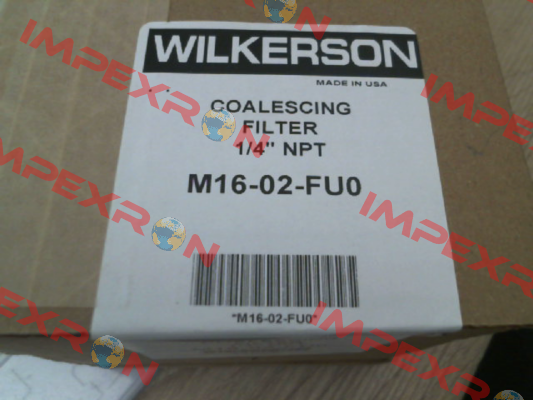 WILKERSON
MADE IN USA
COALESCING
FILTER
1/4" NPT
M16-02-FU0
"M16-02-FU0"
IMPEXRON
IMPEXRON
IMPEXRON
IMPEXRON
IMPEXRON